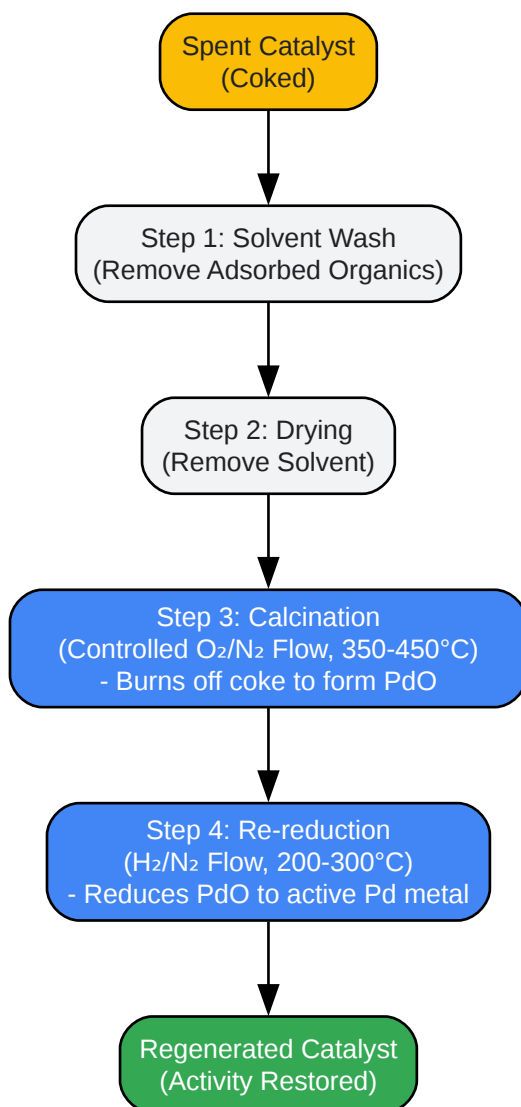 Spent Catalyst
(Coked)
Step 1: Solvent Wash
(Remove Adsorbed Organics)
Step 2: Drying
(Remove Solvent)
Step 3: Calcination
(Controlled O₂/N₂ Flow, 350-450°C)
- Burns off coke to form PdO
Step 4: Re-reduction
(H₂/N₂ Flow, 200-300°C)
- Reduces PdO to active Pd metal
Regenerated Catalyst
(Activity Restored)